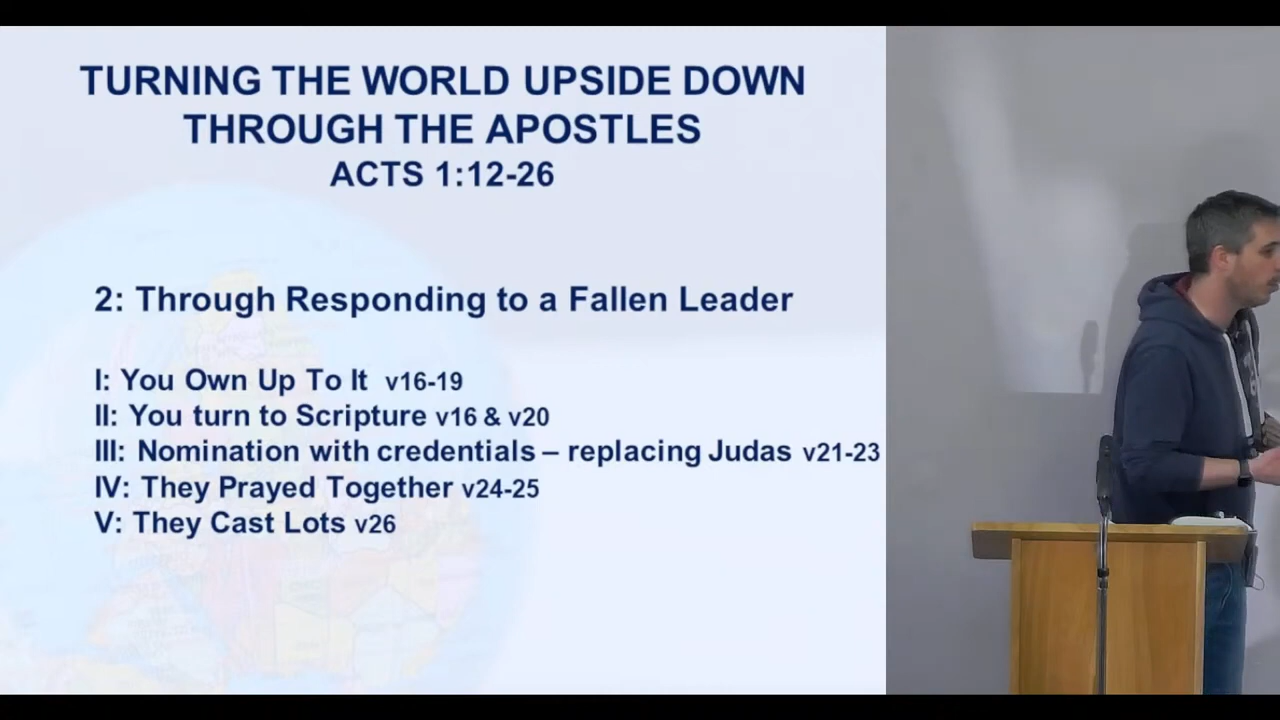 TURNING THE WORLD UPSIDE DOWN
THROUGH THE APOSTLES
ACTS 1:12-26
2: Through Responding to a Fallen Leader
I: You Own Up To It v16-19
II: You turn to Scripture v16 & v20
III: Nomination with credentials – replacing Judas v21-23
IV: They Prayed Together v24-25
V: They Cast Lots v26